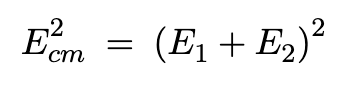 $E_{cm}^2 = (E_1 + E_2)^2$